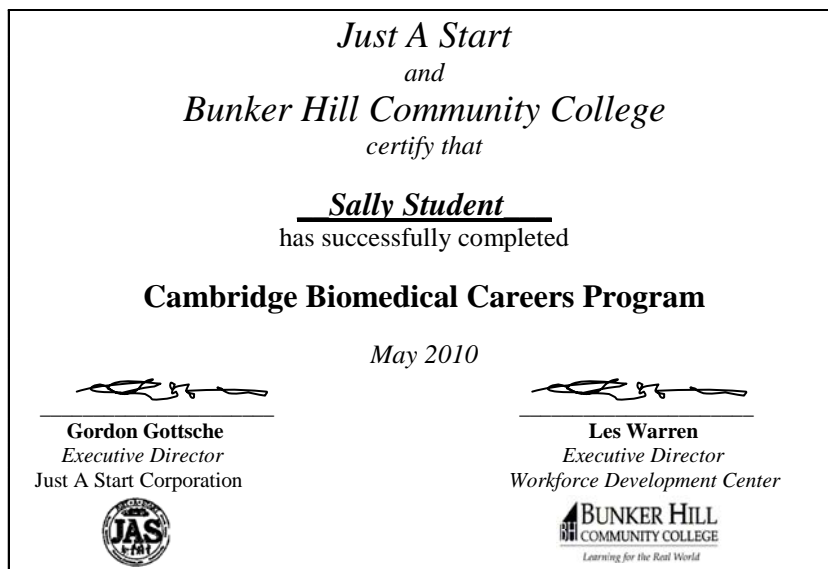 Just A Start
and
Bunker Hill Community College
certify that
Sally Student
has successfully completed
Cambridge Biomedical Careers Program
May 2010
Gordon Gottsche
Executive Director
Just A Start Corporation
Les Warren
Executive Director
Workforce Development Center
JAS
BUNKER HILL
BH COMMUNITY COLLEGE
Learning for the Real World